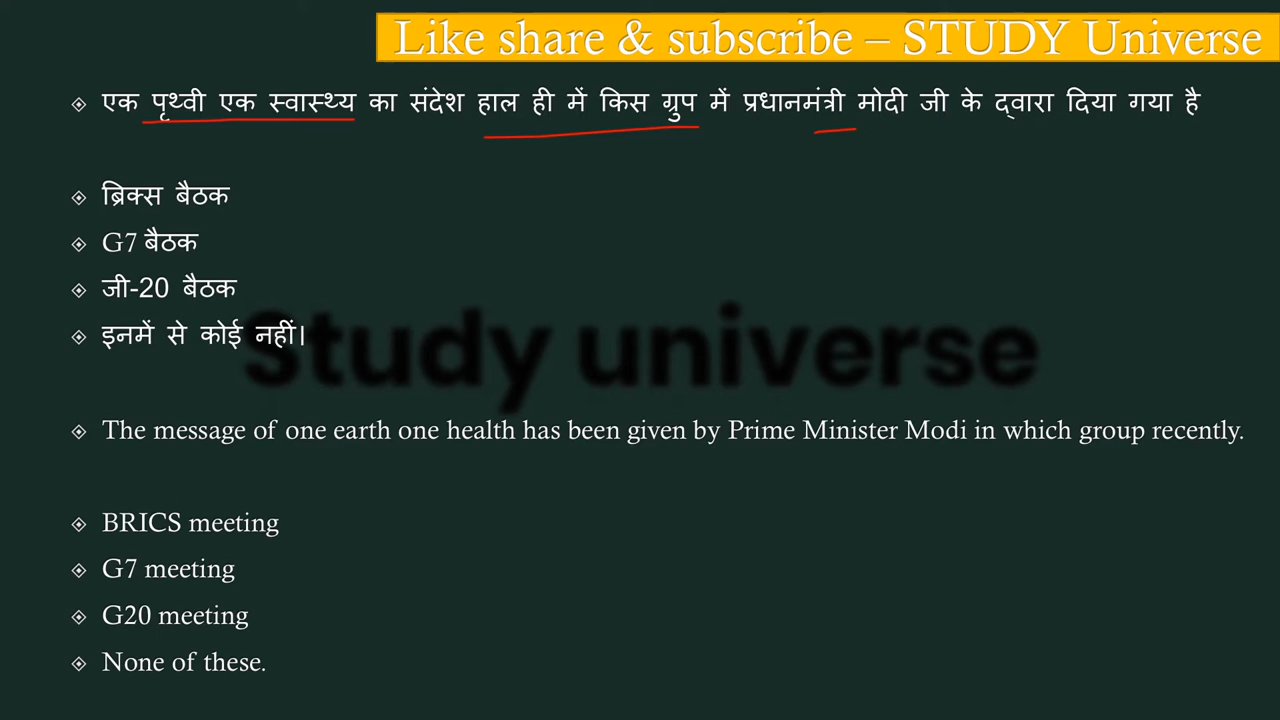 Like share & subscribe – STUDY Universe
एक पृथ्वी एक स्वास्थ्य का संदेश हाल ही में किस ग्रुप में प्रधानमंत्री मोदी जी के द्वारा दिया गया है
ब्रिक्स बैठक
G7 बैठक
जी-20 बैठक
इनमें से कोई नहीं।
Study universe
The message of one earth one health has been given by Prime Minister Modi in which group recently.
BRICS meeting
G7 meeting
G20 meeting
None of these.